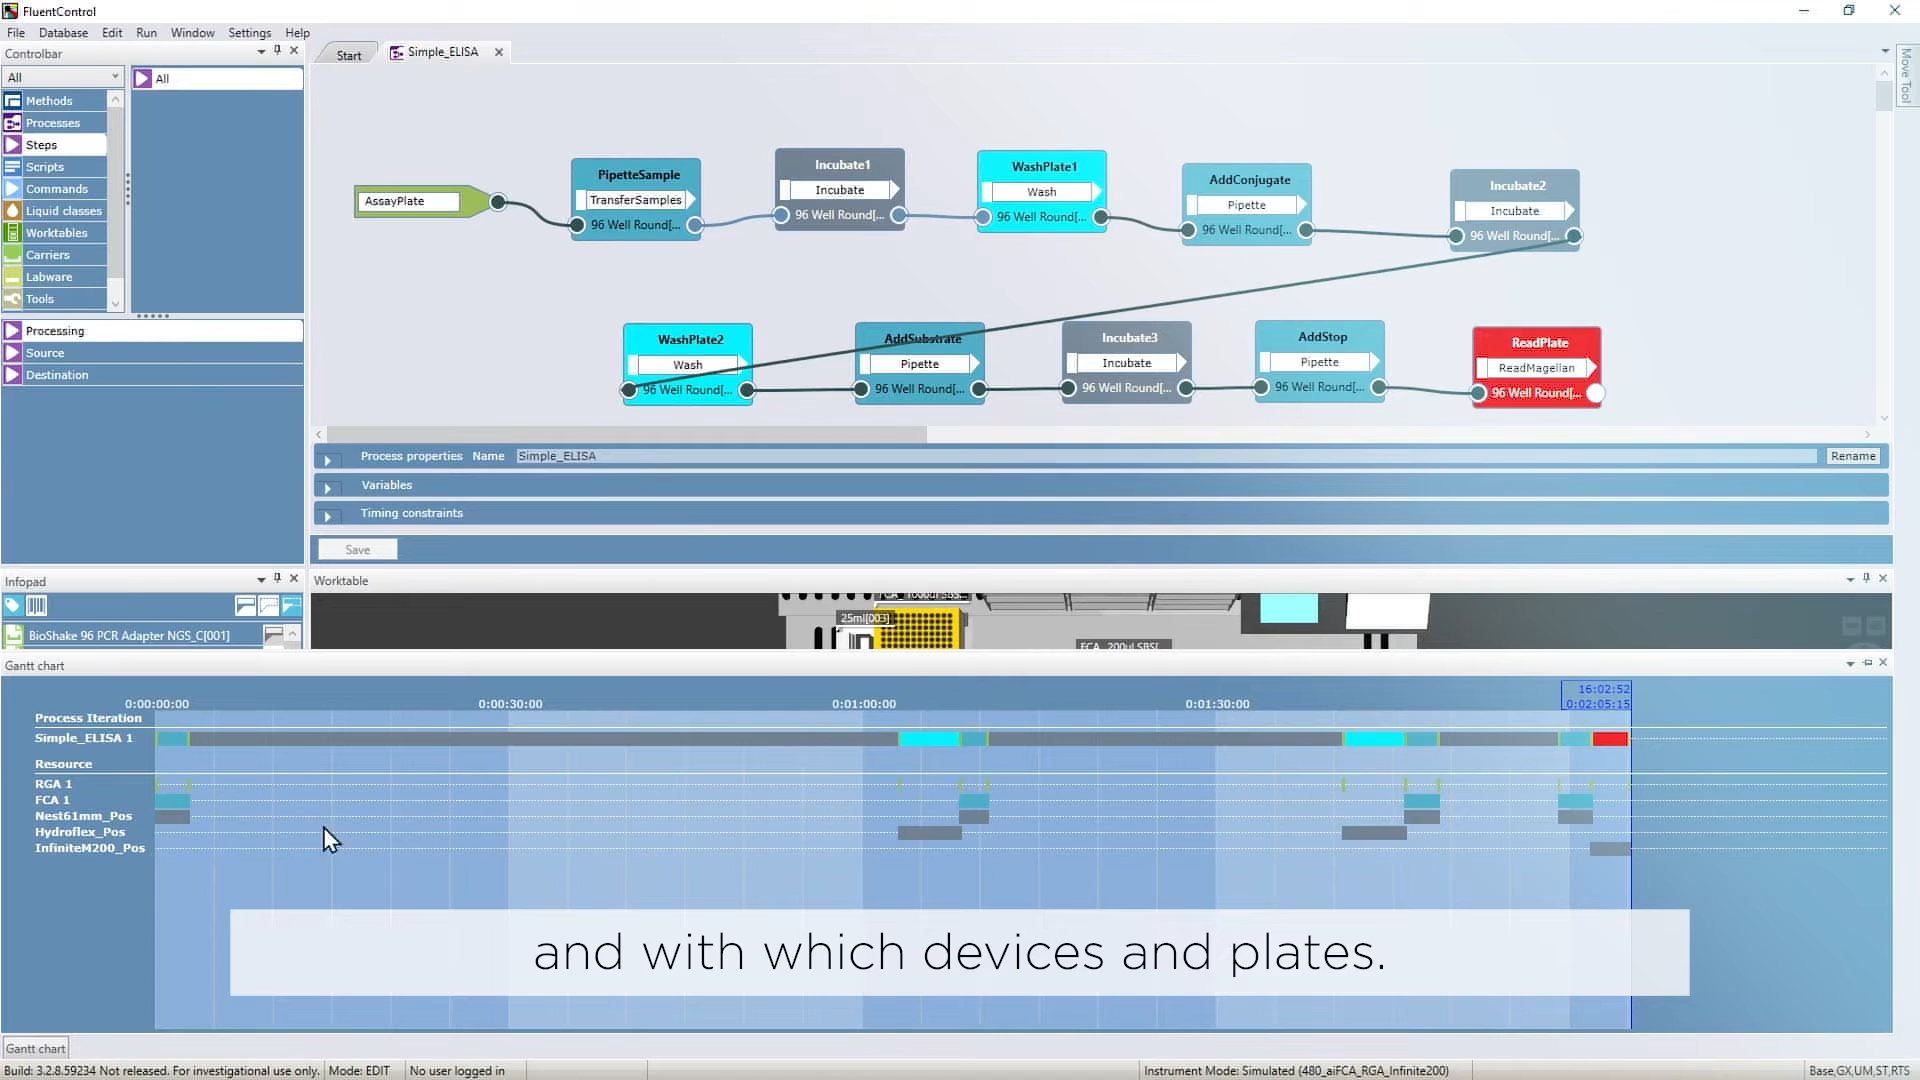 FluentControl
File Database Edit Run Window Settings Help
Controlbar
Start
Simple_ELISA
Move Tool
All
All
Methods
Processes
Steps
Scripts
Commands
Liquid classes
Worktables
Carriers
Labware
Tools
Processing
Source
Destination
AssayPlate
PipetteSample
TransferSamples
96 Well Round[...
Incubate1
Incubate
96 Well Round[...
WashPlate1
Wash
96 Well Round[...
AddConjugate
Pipette
96 Well Round[...
Incubate2
Incubate
96 Well Round[...
WashPlate2
Wash
96 Well Round[...
AddSubstrate
Pipette
96 Well Round[...
Incubate3
Incubate
96 Well Round[...
AddStop
Pipette
96 Well Round[...
ReadPlate
ReadMagellan
96 Well Round[...
Process properties Name Simple_ELISA Rename
Variables
Timing constraints
Save
Infopad
BioShake 96 PCR Adapter NGS_C[001]
Worktable
25ml[003]
Gantt chart
16:02:52
0:00:00:00 0:00:30:00 0:01:00:00 0:01:30:00 0:02:05:15
Process Iteration
Simple_ELISA 1
Resource
RGA 1
FCA 1
Nest61mm_Pos
Hydroflex_Pos
InfiniteM200_Pos
and with which devices and plates.
Gantt chart
Build: 3.2.8.59234 Not released. For investigational use only. Mode: EDIT No user logged in Instrument Mode: Simulated (480_aiFCA_RGA_Infinite200) Base,GX,UM,ST,RTS